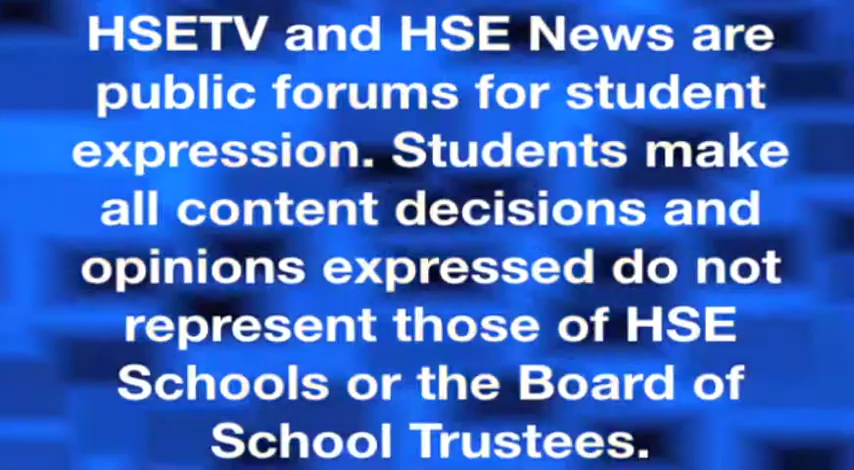 HSETV and HSE News are
public forums for student
expression. Students make
all content decisions and
opinions expressed do not
represent those of HSE
Schools or the Board of
School Trustees.